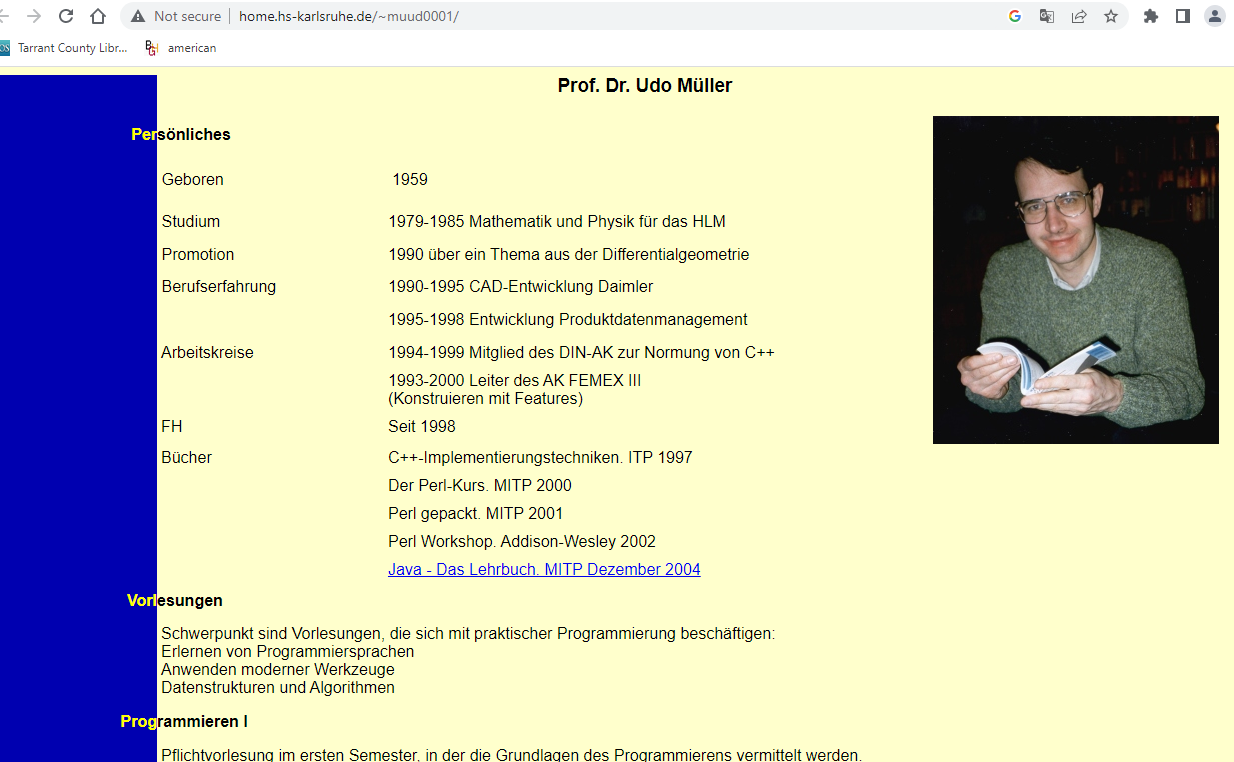 Not secure
home.hs-karlsruhe.de/~muud0001/
Tarrant County Libr...
american
Prof. Dr. Udo Müller
Persönliches
Geboren 1959
Studium 1979-1985 Mathematik und Physik für das HLM
Promotion 1990 über ein Thema aus der Differentialgeometrie
Berufserfahrung 1990-1995 CAD-Entwicklung Daimler
1995-1998 Entwicklung Produktdatenmanagement
Arbeitskreise 1994-1999 Mitglied des DIN-AK zur Normung von C++
1993-2000 Leiter des AK FEMEX III
(Konstruieren mit Features)
FH Seit 1998
Bücher C++-Implementierungstechniken. ITP 1997
Der Perl-Kurs. MITP 2000
Perl gepackt. MITP 2001
Perl Workshop. Addison-Wesley 2002
Java - Das Lehrbuch. MITP Dezember 2004
Vorlesungen
Schwerpunkt sind Vorlesungen, die sich mit praktischer Programmierung beschäftigen:
Erlernen von Programmiersprachen
Anwenden moderner Werkzeuge
Datenstrukturen und Algorithmen
Programmieren I
Pflichtvorlesung im ersten Semester, in der die Grundlagen des Programmierens vermittelt werden.